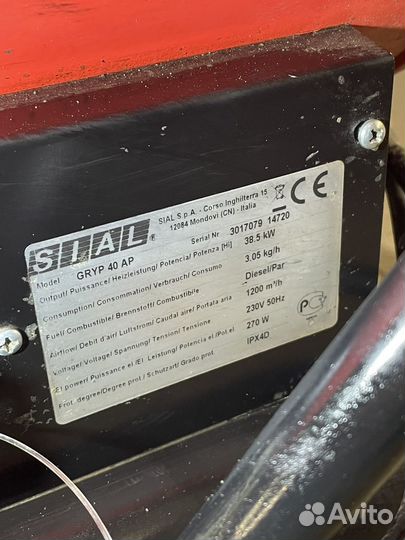 SIAL®
SIAL S.p.A. - Corso Inghilterra 15
12084 Mondovì (CN) - Italia
CE
Model GRYP 40 AP Serial Nr 3017079 14720
Output/ Puissance/ Heizleistung/ Potencia/ Potenza [Hi] 38.5 kW
Consumption/ Consommation/ Verbrauch/ Consumo 3.05 kg/h
Fuel/ Combustible/ Brennstoff/ Combustibile Diesel/Par
Airflow/ Debit d'air/ Luftstrom/ Caudal aire/ Portata aria 1200 m³/h
Voltage/ Voltage/ Spannung/ Tension/ Tensione 230V 50Hz
El power/ Puissance el /El Leistung/ Potencia el /Pot.el 270 W
Prot. degree/Degree prot./ Schutzart/ Grado prot IPX4D
Avito